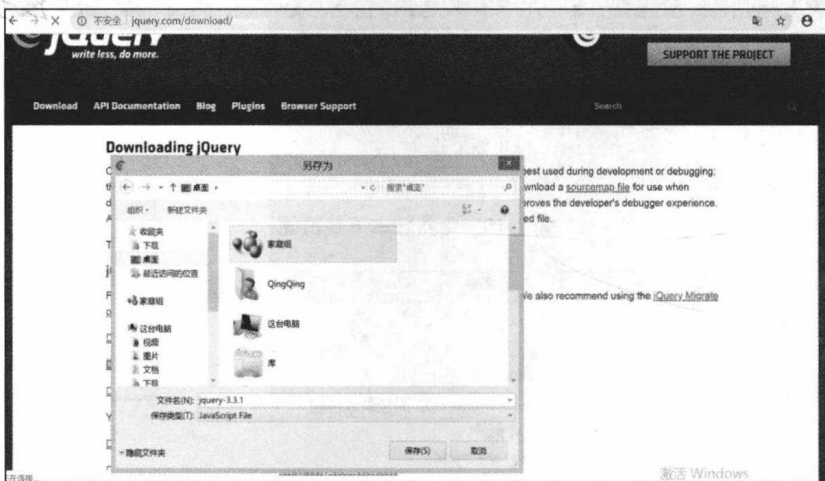 不安全 jquery.com/download/
jQuery
write less, do more.
SUPPORT THE PROJECT
Download API Documentation Blog Plugins Browser Support
Search
Downloading jQuery
另存为
best used during development or debugging;
桌面
搜索"桌面"
download a sourcemap file for use when
组织 新建文件夹
proves the developer's debugger experience.
收藏夹
下载
桌面
最近访问的位置
家庭组
这台电脑
视频
图片
文档
下载
家庭组
QingQing
这台电脑
库
We also recommend using the jQuery Migrate
文件名(N): jquery-3.3.1
保存类型(T): JavaScript File
隐藏文件夹
保存(S) 取消
激活 Windows